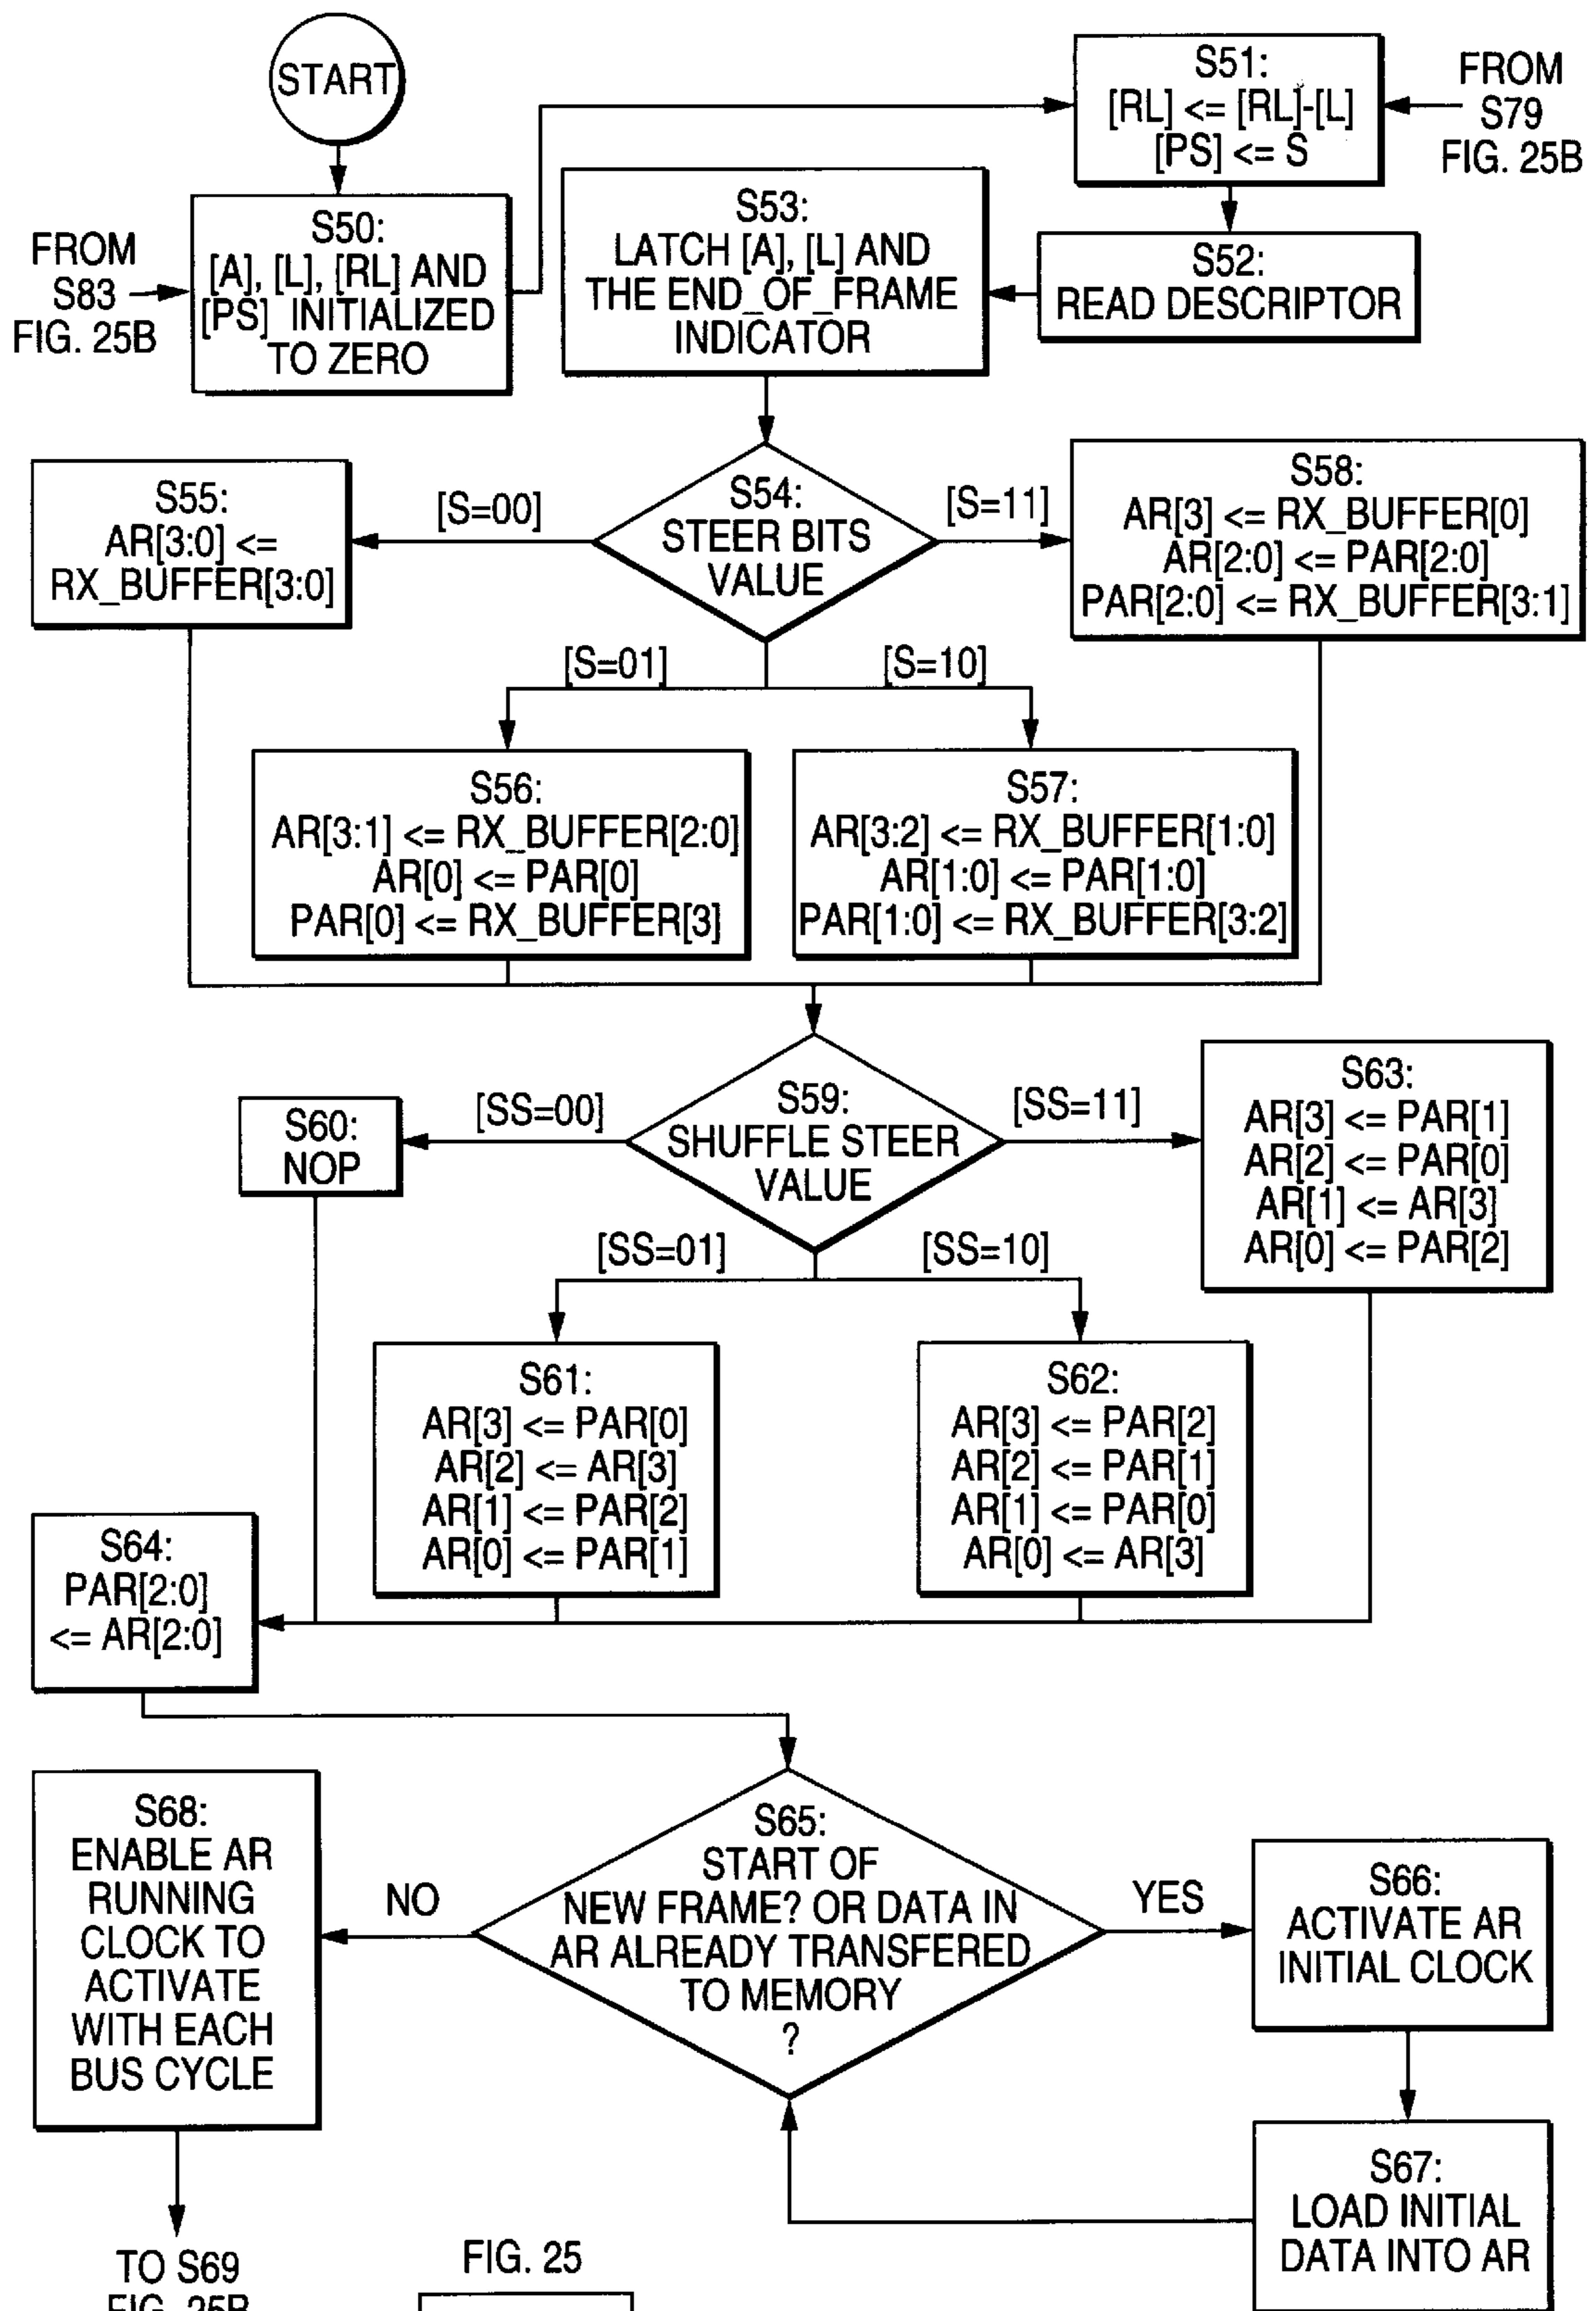 START
S50:
[A], [L], [RL] AND
[PS] INITIALIZED
TO ZERO
FROM
S83
FIG. 25B
S51:
[RL] <= [RL]-[L]
[PS] <= S
FROM
S79
FIG. 25B
S52:
READ DESCRIPTOR
S53:
LATCH [A], [L] AND
THE END_OF_FRAME
INDICATOR
S54:
STEER BITS
VALUE
[S=00]
[S=11]
[S=01]
[S=10]
S55:
AR[3:0] <=
RX_BUFFER[3:0]
S58:
AR[3] <= RX_BUFFER[0]
AR[2:0] <= PAR[2:0]
PAR[2:0] <= RX_BUFFER[3:1]
S56:
AR[3:1] <= RX_BUFFER[2:0]
AR[0] <= PAR[0]
PAR[0] <= RX_BUFFER[3]
S57:
AR[3:2] <= RX_BUFFER[1:0]
AR[1:0] <= PAR[1:0]
PAR[1:0] <= RX_BUFFER[3:2]
S59:
SHUFFLE STEER
VALUE
[SS=00]
[SS=11]
[SS=01]
[SS=10]
S60:
NOP
S63:
AR[3] <= PAR[1]
AR[2] <= PAR[0]
AR[1] <= AR[3]
AR[0] <= PAR[2]
S61:
AR[3] <= PAR[0]
AR[2] <= AR[3]
AR[1] <= PAR[2]
AR[0] <= PAR[1]
S62:
AR[3] <= PAR[2]
AR[2] <= PAR[1]
AR[1] <= PAR[0]
AR[0] <= AR[3]
S64:
PAR[2:0]
<= AR[2:0]
S65:
START OF
NEW FRAME? OR DATA IN
AR ALREADY TRANSFERED
TO MEMORY
?
NO
YES
S68:
ENABLE AR
RUNNING
CLOCK TO
ACTIVATE
WITH EACH
BUS CYCLE
S66:
ACTIVATE AR
INITIAL CLOCK
S67:
LOAD INITIAL
DATA INTO AR
TO S69
FIG. 25B
FIG. 25